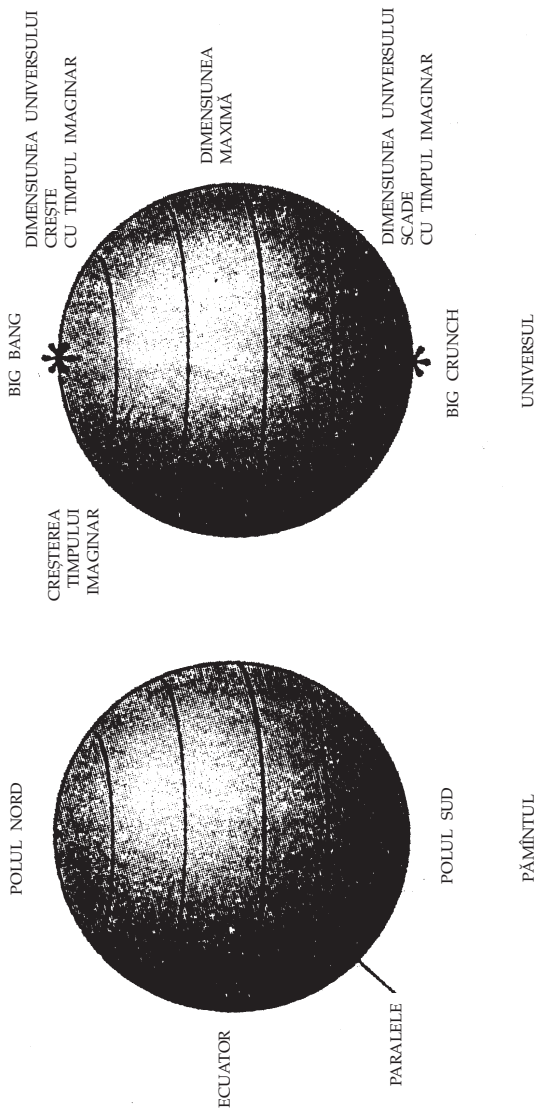 POLUL NORD
ECUATOR
PARALELE
POLUL SUD
PĂMÎNTUL
BIG BANG
CREȘTEREA
TIMPULUI
IMAGINAR
DIMENSIUNEA UNIVERSULUI
CREȘTE
CU TIMPUL IMAGINAR
DIMENSIUNEA
MAXIMĂ
DIMENSIUNEA UNIVERSULUI
SCADE
CU TIMPUL IMAGINAR
BIG CRUNCH
UNIVERSUL